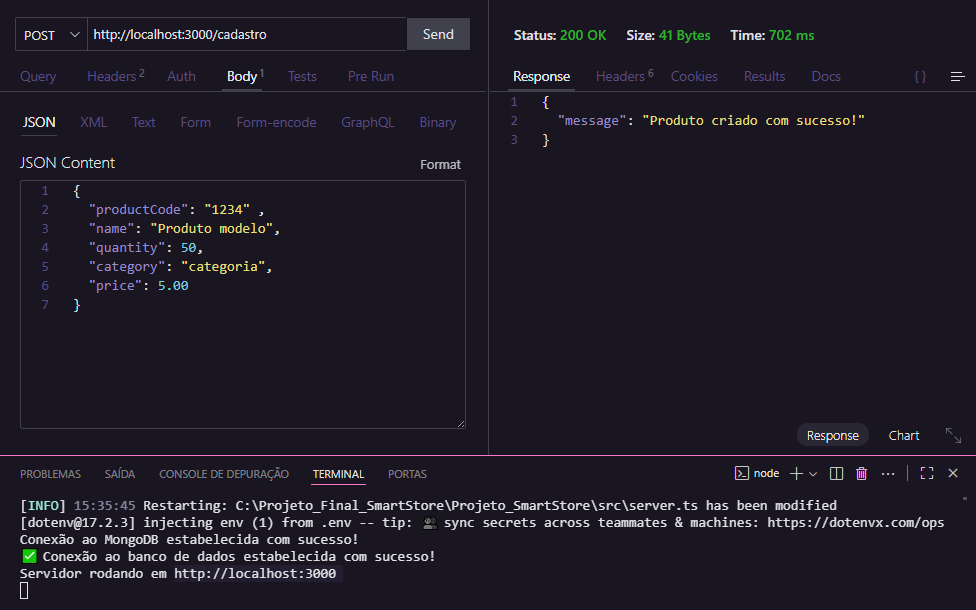 POST http://localhost:3000/cadastro Send
Query Headers 2 Auth Body 1 Tests Pre Run
JSON XML Text Form Form-encode GraphQL Binary
JSON Content Format
1 {
2 "productCode": "1234" ,
3 "name": "Produto modelo",
4 "quantity": 50,
5 "category": "categoria",
6 "price": 5.00
7 }
Status: 200 OK Size: 41 Bytes Time: 702 ms
Response Headers 6 Cookies Results Docs { }
1 {
2 "message": "Produto criado com sucesso!"
3 }
Response Chart
PROBLEMAS SAÍDA CONSOLE DE DEPURAÇÃO TERMINAL PORTAS node
[INFO] 15:35:45 Restarting: C:\Projeto_Final_SmartStore\Projeto_SmartStore\src\server.ts has been modified
[dotenv@17.2.3] injecting env (1) from .env -- tip: 👥 sync secrets across teammates & machines: https://dotenvx.com/ops
Conexão ao MongoDB estabelecida com sucesso!
✅ Conexão ao banco de dados estabelecida com sucesso!
Servidor rodando em http://localhost:3000